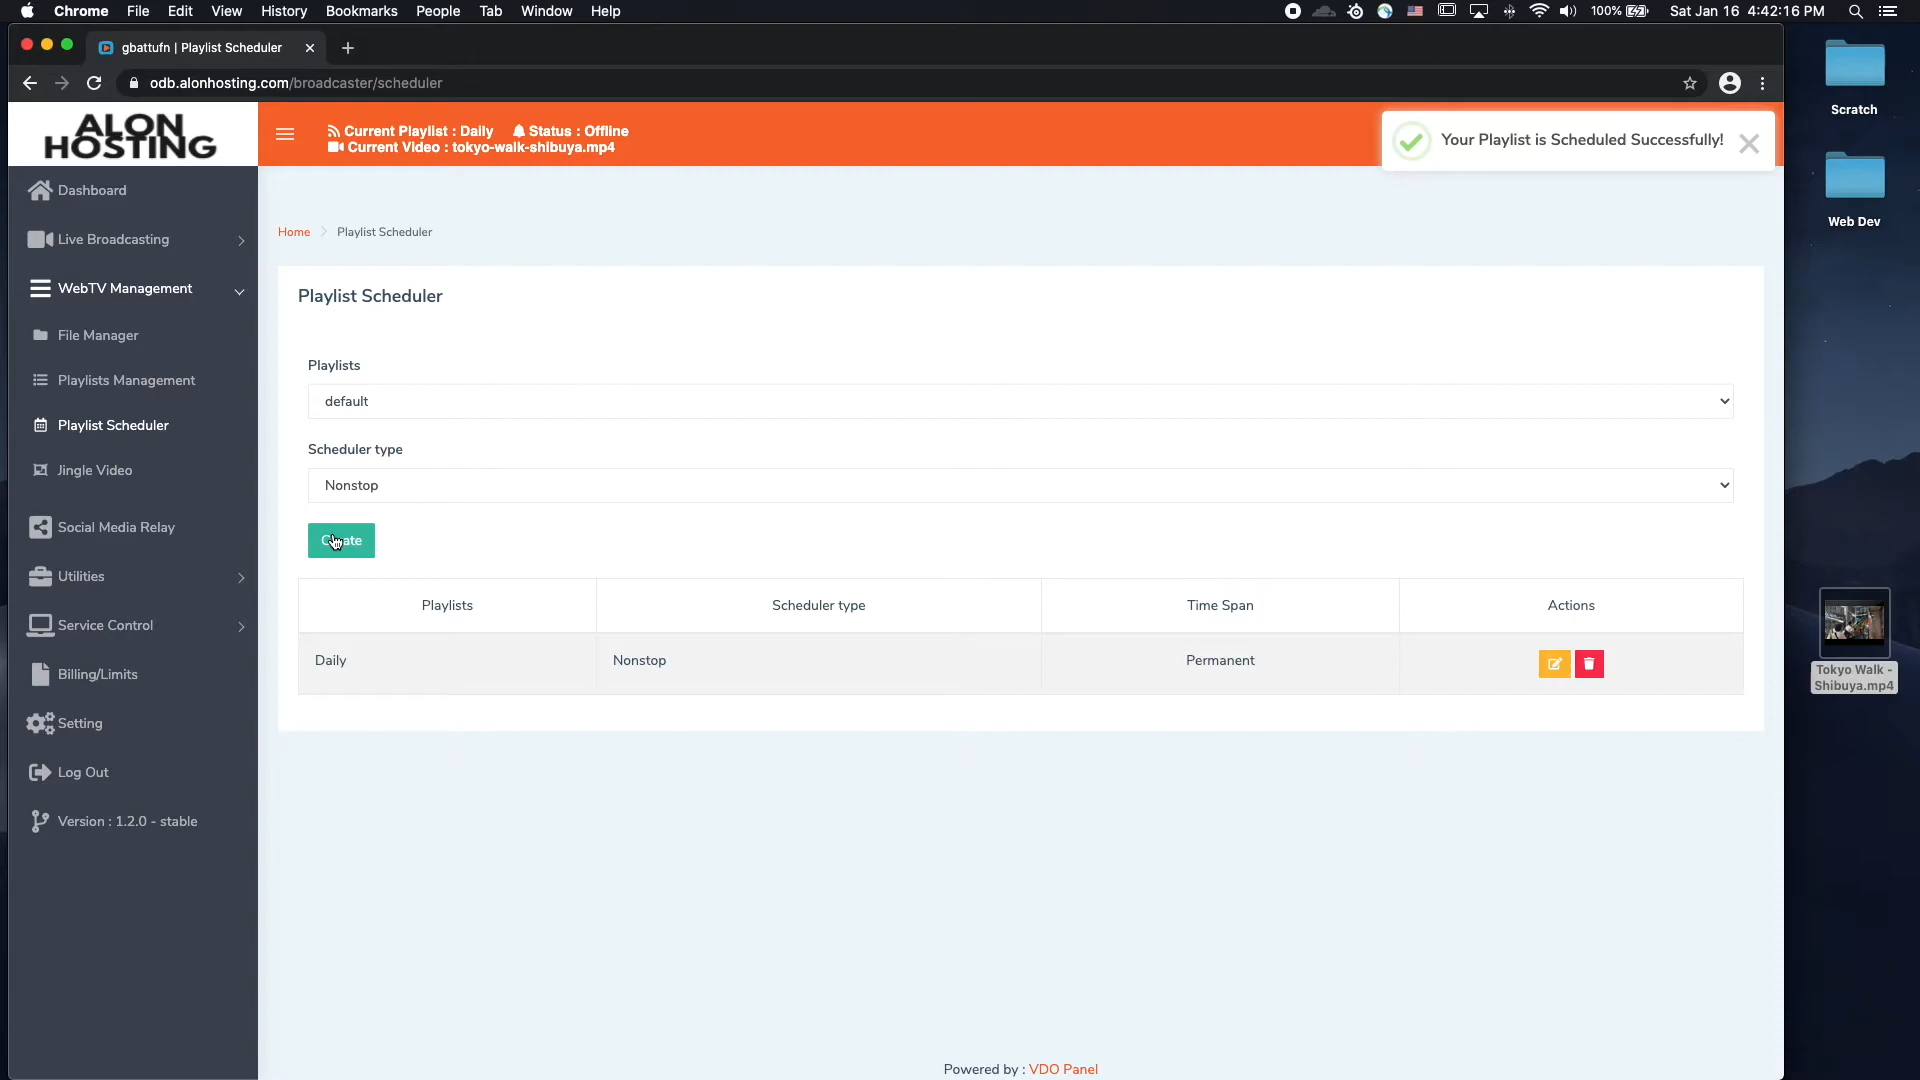 Chrome File Edit View History Bookmarks People Tab Window Help
100% Sat Jan 16 4:42:16 PM
gbattufn | Playlist Scheduler
odb.alonhosting.com/broadcaster/scheduler
ALON
HOSTING
Current Playlist : Daily Status : Offline
Current Video : tokyo-walk-shibuya.mp4
Your Playlist is Scheduled Successfully!
Scratch
Web Dev
Tokyo Walk -
Shibuya.mp4
Dashboard
Live Broadcasting
WebTV Management
File Manager
Playlists Management
Playlist Scheduler
Jingle Video
Social Media Relay
Utilities
Service Control
Billing/Limits
Setting
Log Out
Version : 1.2.0 - stable
Home Playlist Scheduler
Playlist Scheduler
Playlists
default
Scheduler type
Nonstop
Create
Playlists Scheduler type Time Span Actions
Daily Nonstop Permanent
Powered by : VDO Panel